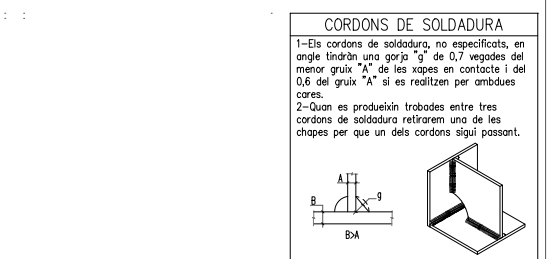 CORDONS DE SOLDADURA
1-Els cordons de soldadura, no especificats, en
angle tindràn una gorja "g" de 0,7 vegades del
menor gruix "A" de les xapes en contacte i del
0,6 del gruix "A" si es realitzen per ambdues
cares.
2-Quan es produeixin trobades entre tres
cordons de soldadura retirarem una de les
chapes per que un dels cordons sigui passant.
A
g
B
B>A